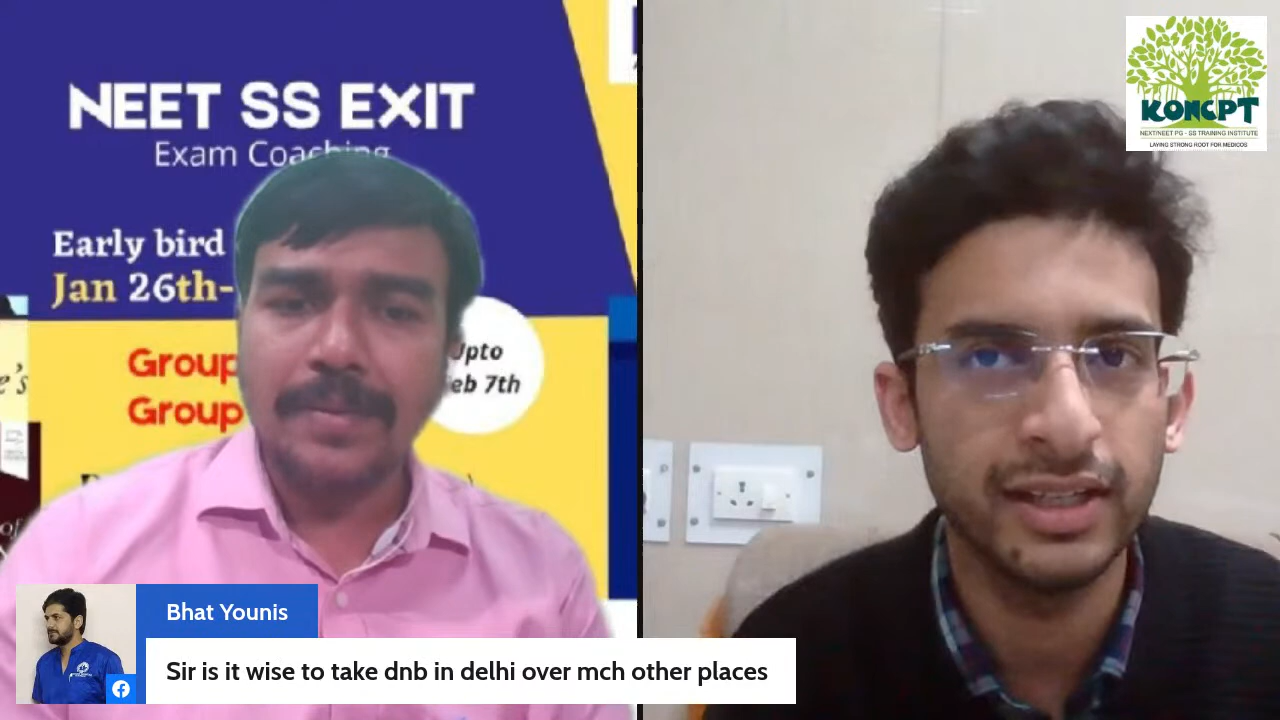 NEET SS EXIT
Exam Coaching
Early bird
Jan 26th-
Group
Group
Upto
Feb 7th
KONCPT
NEXT/NEET PG - SS TRAINING INSTITUTE
LAYING STRONG ROOT FOR MEDICOS
Bhat Younis
Sir is it wise to take dnb in delhi over mch other places